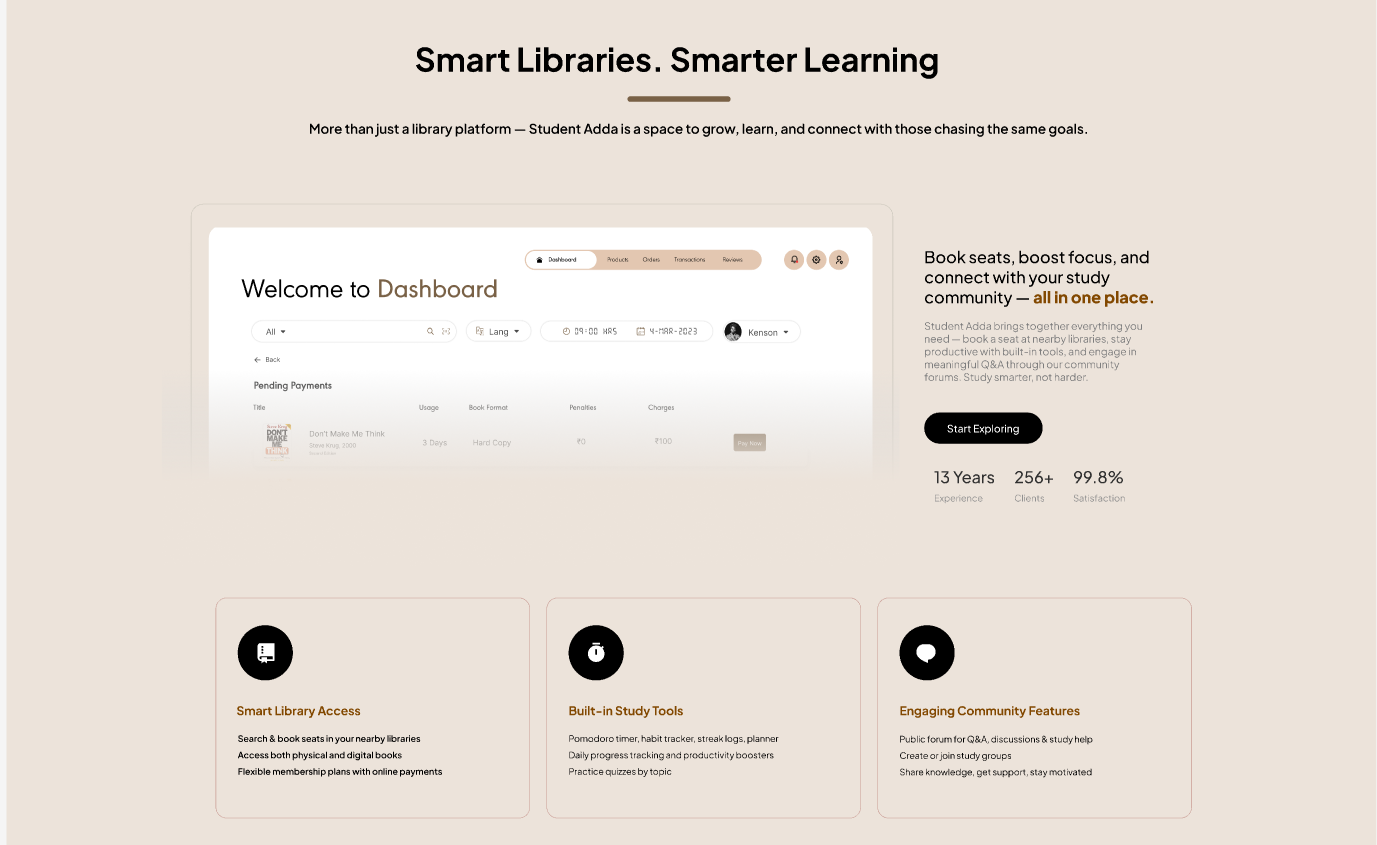 Smart Libraries. Smarter Learning
More than just a library platform — Student Adda is a space to grow, learn, and connect with those chasing the same goals.
Dashboard Products Orders Transactions Reviews
Welcome to Dashboard
All Lang 09:00 HRS 4-MAR-2023 Kenson
Back
Pending Payments
Title Usage Book Format Penalties Charges
DON'T
MAKE
ME
THINK
Don't Make Me Think
Steve Krug, 2000
3 Days Hard Copy ₹0 ₹100 Pay Now
Book seats, boost focus, and
connect with your study
community — all in one place.
Student Adda brings together everything you
need — book a seat at nearby libraries, stay
productive with built-in tools, and engage in
meaningful Q&A through our community
forums. Study smarter, not harder.
Start Exploring
13 Years 256+ 99.8%
Experience Clients Satisfaction
Smart Library Access
Search & book seats in your nearby libraries
Access both physical and digital books
Flexible membership plans with online payments
Built-in Study Tools
Pomodoro timer, habit tracker, streak logs, planner
Daily progress tracking and productivity boosters
Practice quizzes by topic
Engaging Community Features
Public forum for Q&A, discussions & study help
Create or join study groups
Share knowledge, get support, stay motivated